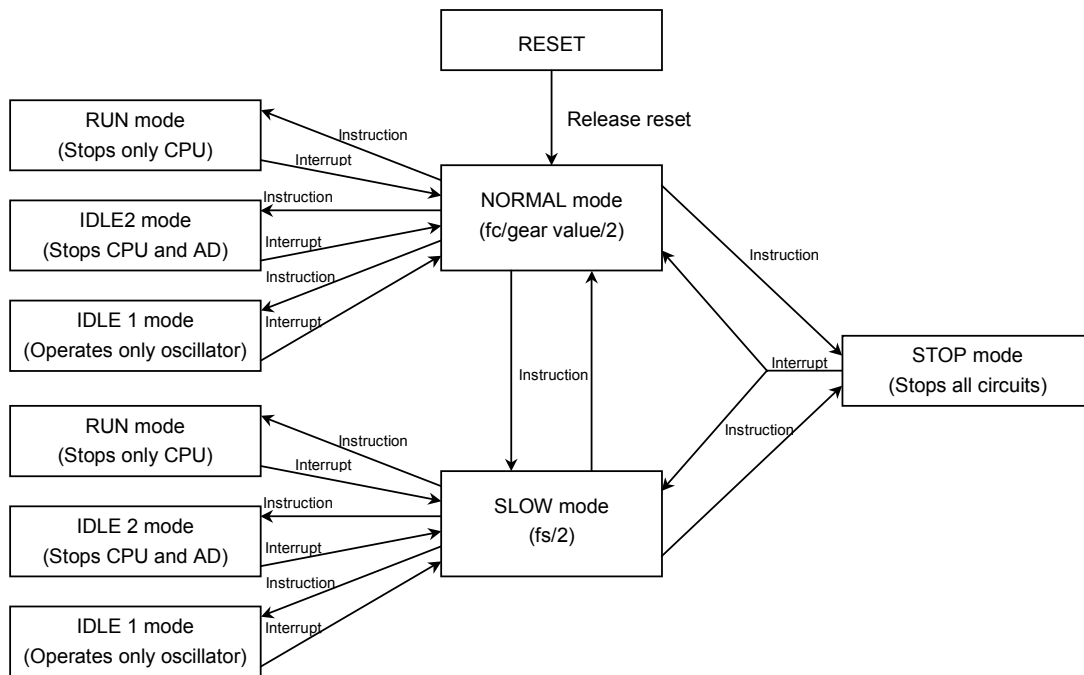 RESET
Release reset
RUN mode
(Stops only CPU)
Instruction
Interrupt
NORMAL mode
(fc/gear value/2)
Instruction
IDLE2 mode
(Stops CPU and AD)
Interrupt
Instruction
IDLE 1 mode
(Operates only oscillator)
Interrupt
Instruction
Instruction
Interrupt
STOP mode
(Stops all circuits)
Instruction
RUN mode
(Stops only CPU)
Instruction
Interrupt
SLOW mode
(fs/2)
Instruction
IDLE 2 mode
(Stops CPU and AD)
Interrupt
Instruction
IDLE 1 mode
(Operates only oscillator)
Interrupt